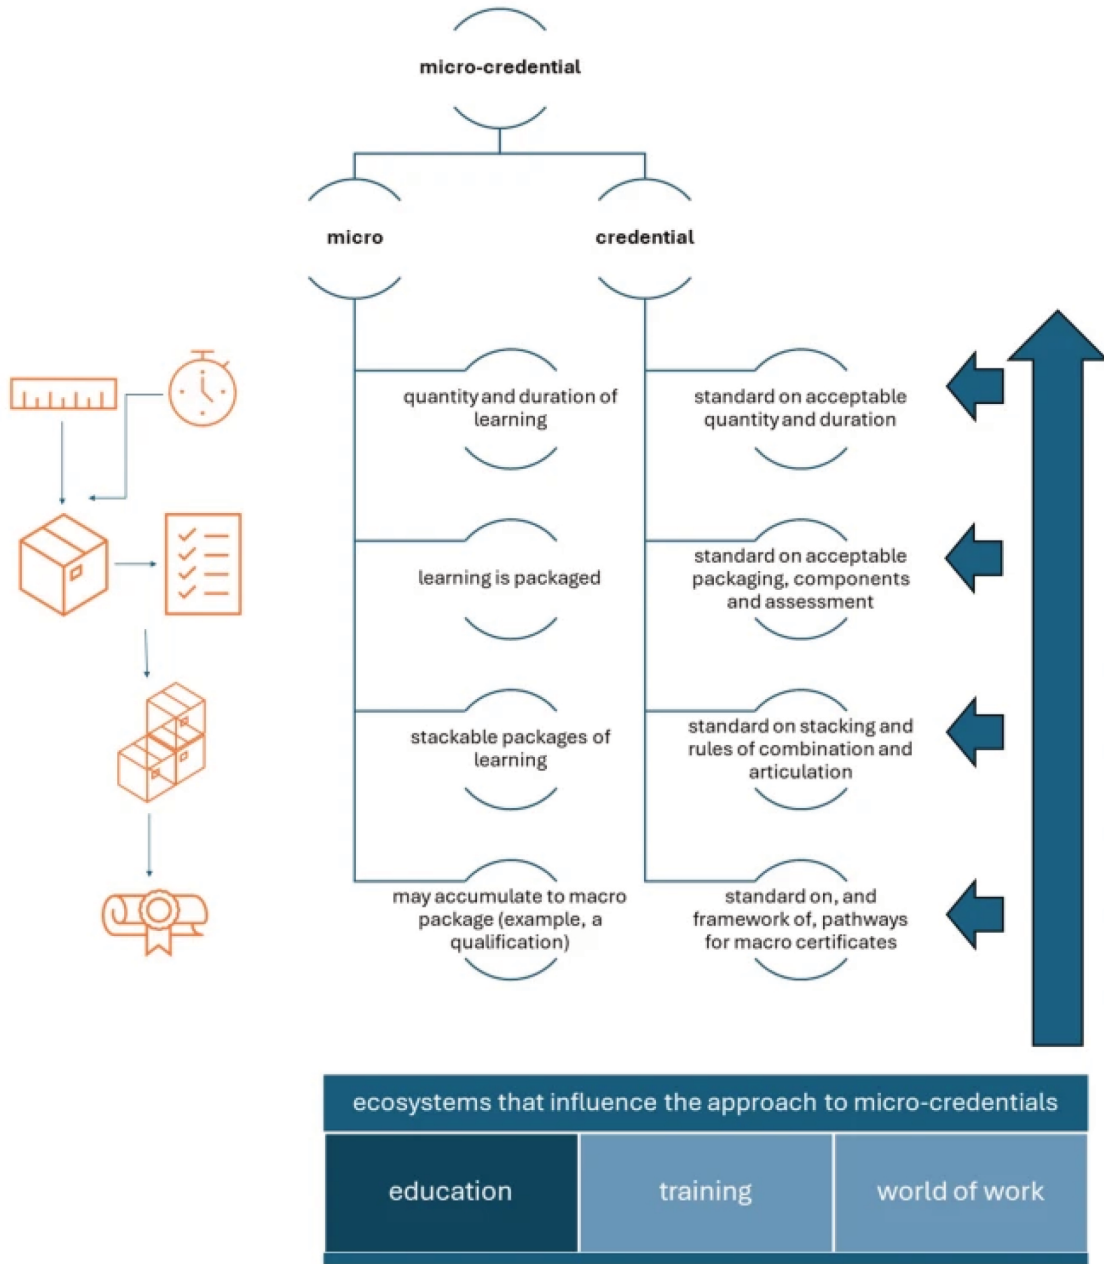 micro-credential
micro
credential
quantity and duration of
learning
standard on acceptable
quantity and duration
learning is packaged
standard on acceptable
packaging, components
and assessment
stackable packages of
learning
standard on stacking and
rules of combination and
articulation
may accumulate to macro
package (example, a
qualification)
standard on, and
framework of, pathways
for macro certificates
ecosystems that influence the approach to micro-credentials
education
training
world of work